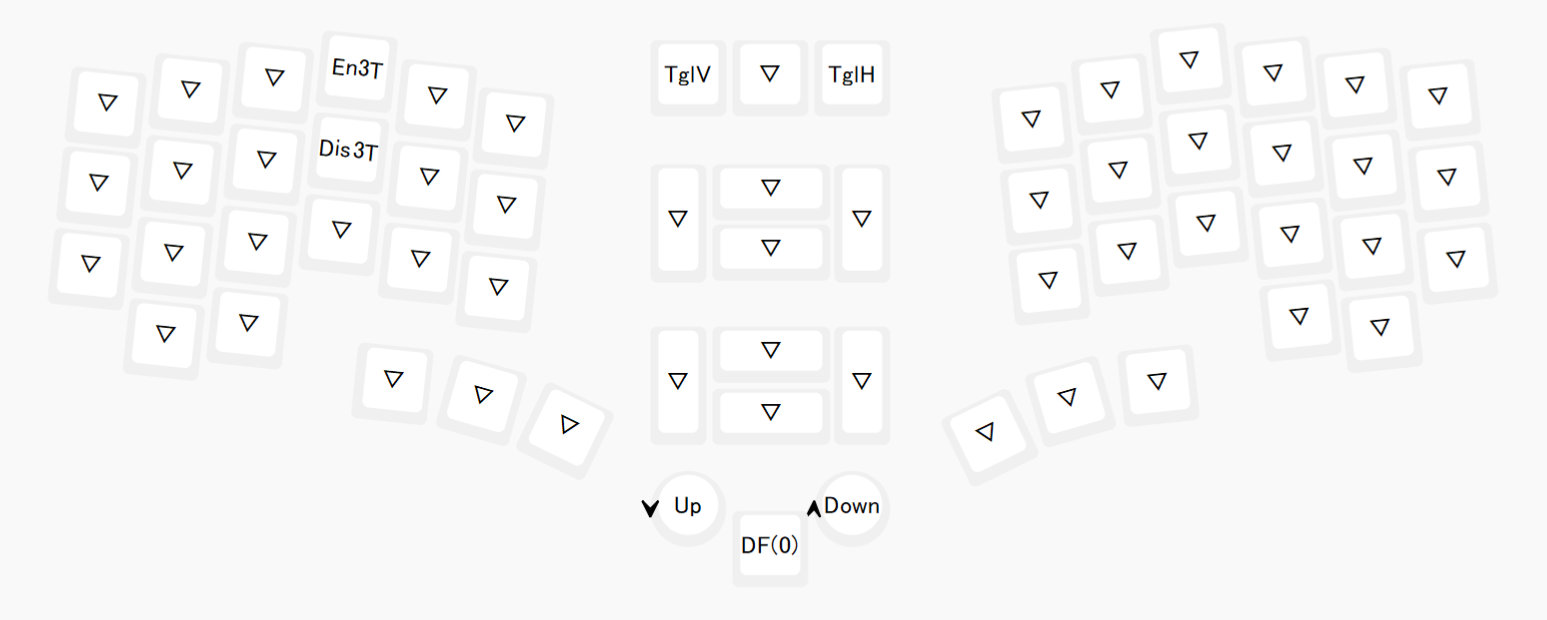 En3T
TglV
TglH
Dis3T
Up
Down
DF(0)